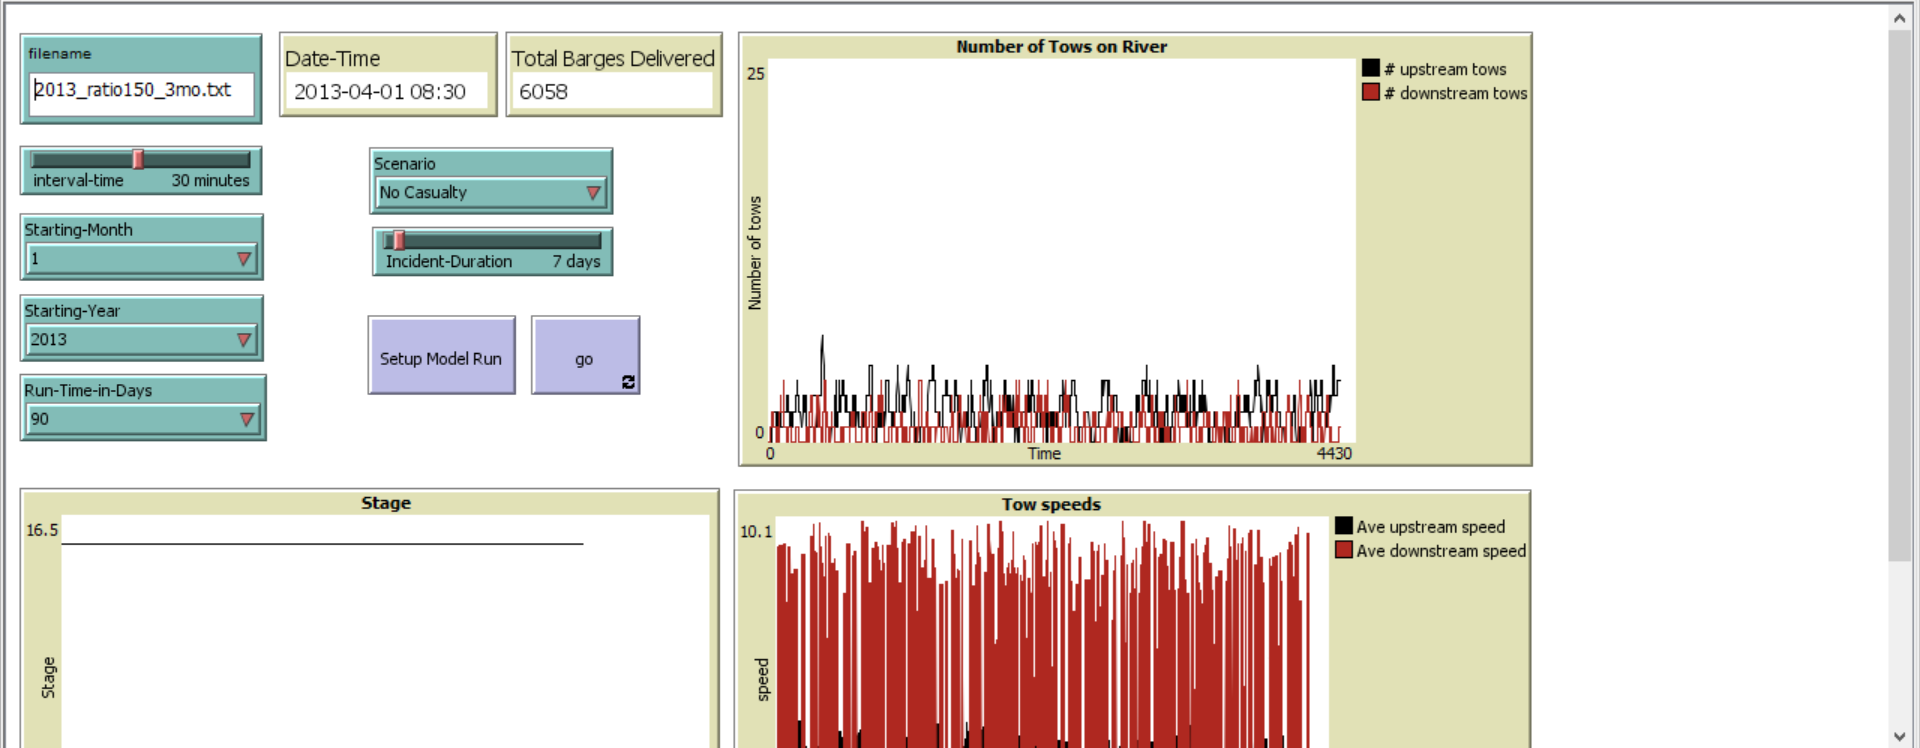 filename
2013_ratio150_3mo.txt
Date-Time
2013-04-01 08:30
Total Barges Delivered
6058
interval-time 30 minutes
Starting-Month
1
Starting-Year
2013
Run-Time-in-Days
90
Scenario
No Casualty
Incident-Duration 7 days
Setup Model Run
go
Number of Tows on River
25
Number of tows
0
0 Time 4430
# upstream tows
# downstream tows
Stage
16.5
Stage
Tow speeds
10.1
speed
Ave upstream speed
Ave downstream speed